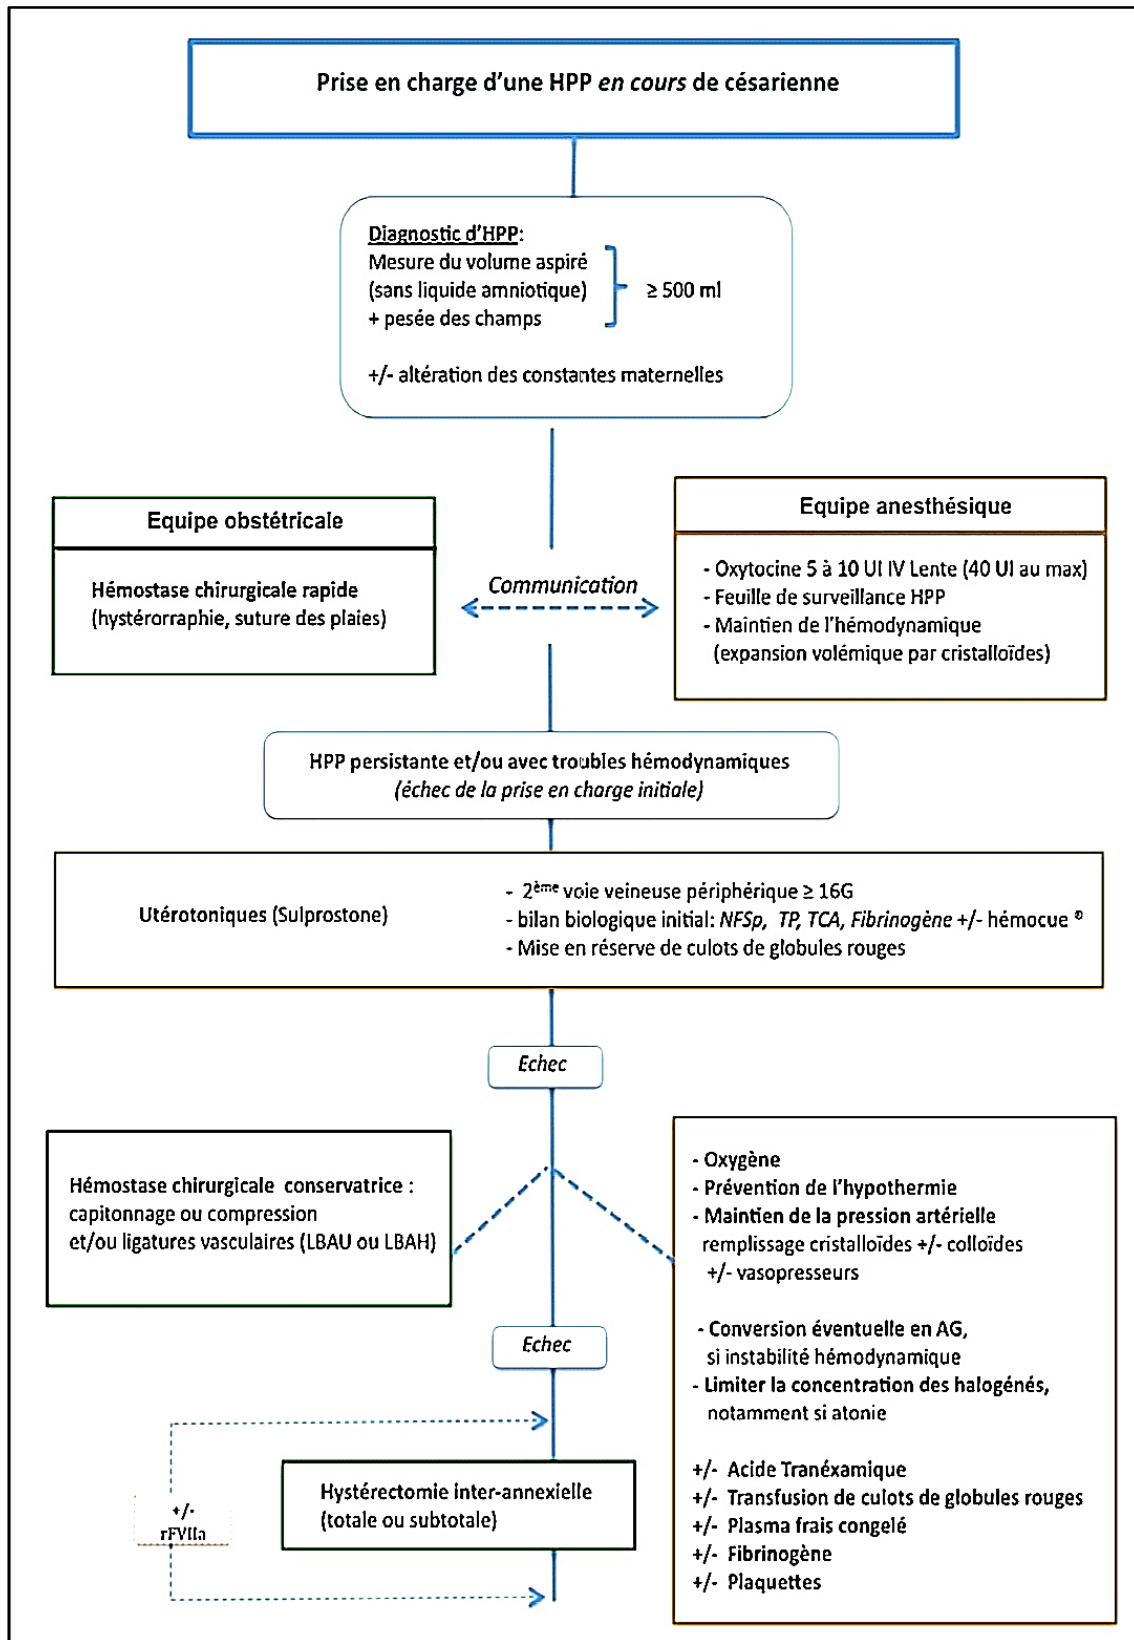 Prise en charge d'une HPP en cours de césarienne
Diagnostic d'HPP:
Mesure du volume aspiré
(sans liquide amniotique)
+ pesée des champs
≥ 500 ml
+/- altération des constantes maternelles
Equipe obstétricale
Hémostase chirurgicale rapide
(hystérorraphie, suture des plaies)
Communication
Equipe anesthésique
- Oxytocine 5 à 10 UI IV Lente (40 UI au max)
- Feuille de surveillance HPP
- Maintien de l'hémodynamique
(expansion volémique par cristalloïdes)
HPP persistante et/ou avec troubles hémodynamiques
(échec de la prise en charge initiale)
Utérotoniques (Sulprostone)
- 2ème voie veineuse périphérique ≥ 16G
- bilan biologique initial: NFSp, TP, TCA, Fibrinogène +/- hémocue ®
- Mise en réserve de culots de globules rouges
Echec
Hémostase chirurgicale conservatrice :
capitonnage ou compression
et/ou ligatures vasculaires (LBAU ou LBAH)
- Oxygène
- Prévention de l'hypothermie
- Maintien de la pression artérielle
remplissage cristalloïdes +/- colloïdes
+/- vasopresseurs
- Conversion éventuelle en AG,
si instabilité hémodynamique
- Limiter la concentration des halogénés,
notamment si atonie
+/- Acide Tranéxamique
+/- Transfusion de culots de globules rouges
+/- Plasma frais congelé
+/- Fibrinogène
+/- Plaquettes
Echec
+/-
rFVIIa
Hystérectomie inter-annexielle
(totale ou subtotale)